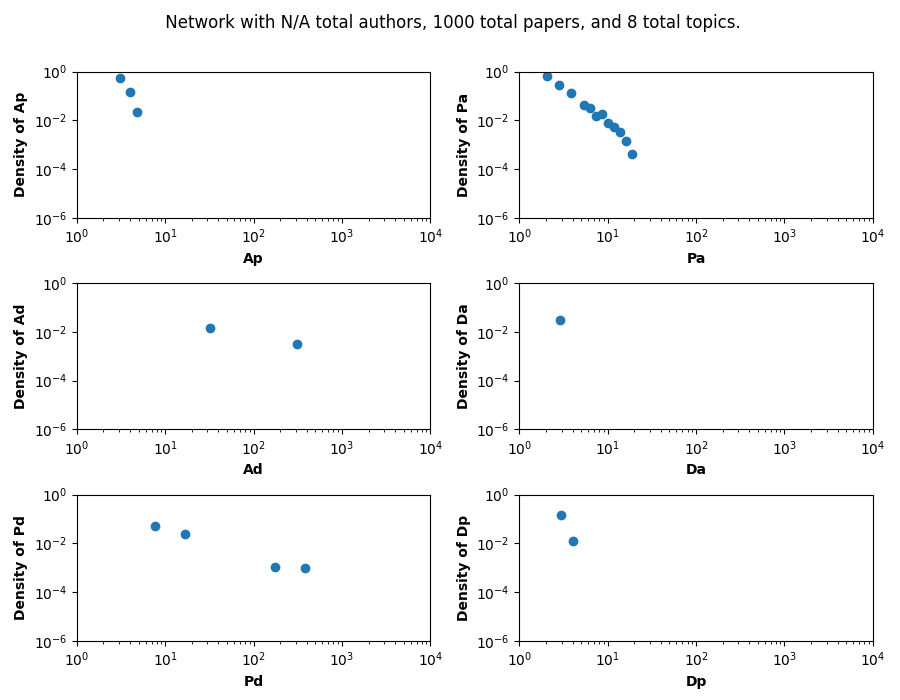 Network with N/A total authors, 1000 total papers, and 8 total topics.
Density of Ap
10^0
10^-2
10^-4
10^-6
10^0 10^1 10^2 10^3 10^4
Ap
Density of Pa
10^0
10^-2
10^-4
10^-6
10^0 10^1 10^2 10^3 10^4
Pa
Density of Ad
10^0
10^-2
10^-4
10^-6
10^0 10^1 10^2 10^3 10^4
Ad
Density of Da
10^0
10^-2
10^-4
10^-6
10^0 10^1 10^2 10^3 10^4
Da
Density of Pd
10^0
10^-2
10^-4
10^-6
10^0 10^1 10^2 10^3 10^4
Pd
Density of Dp
10^0
10^-2
10^-4
10^-6
10^0 10^1 10^2 10^3 10^4
Dp